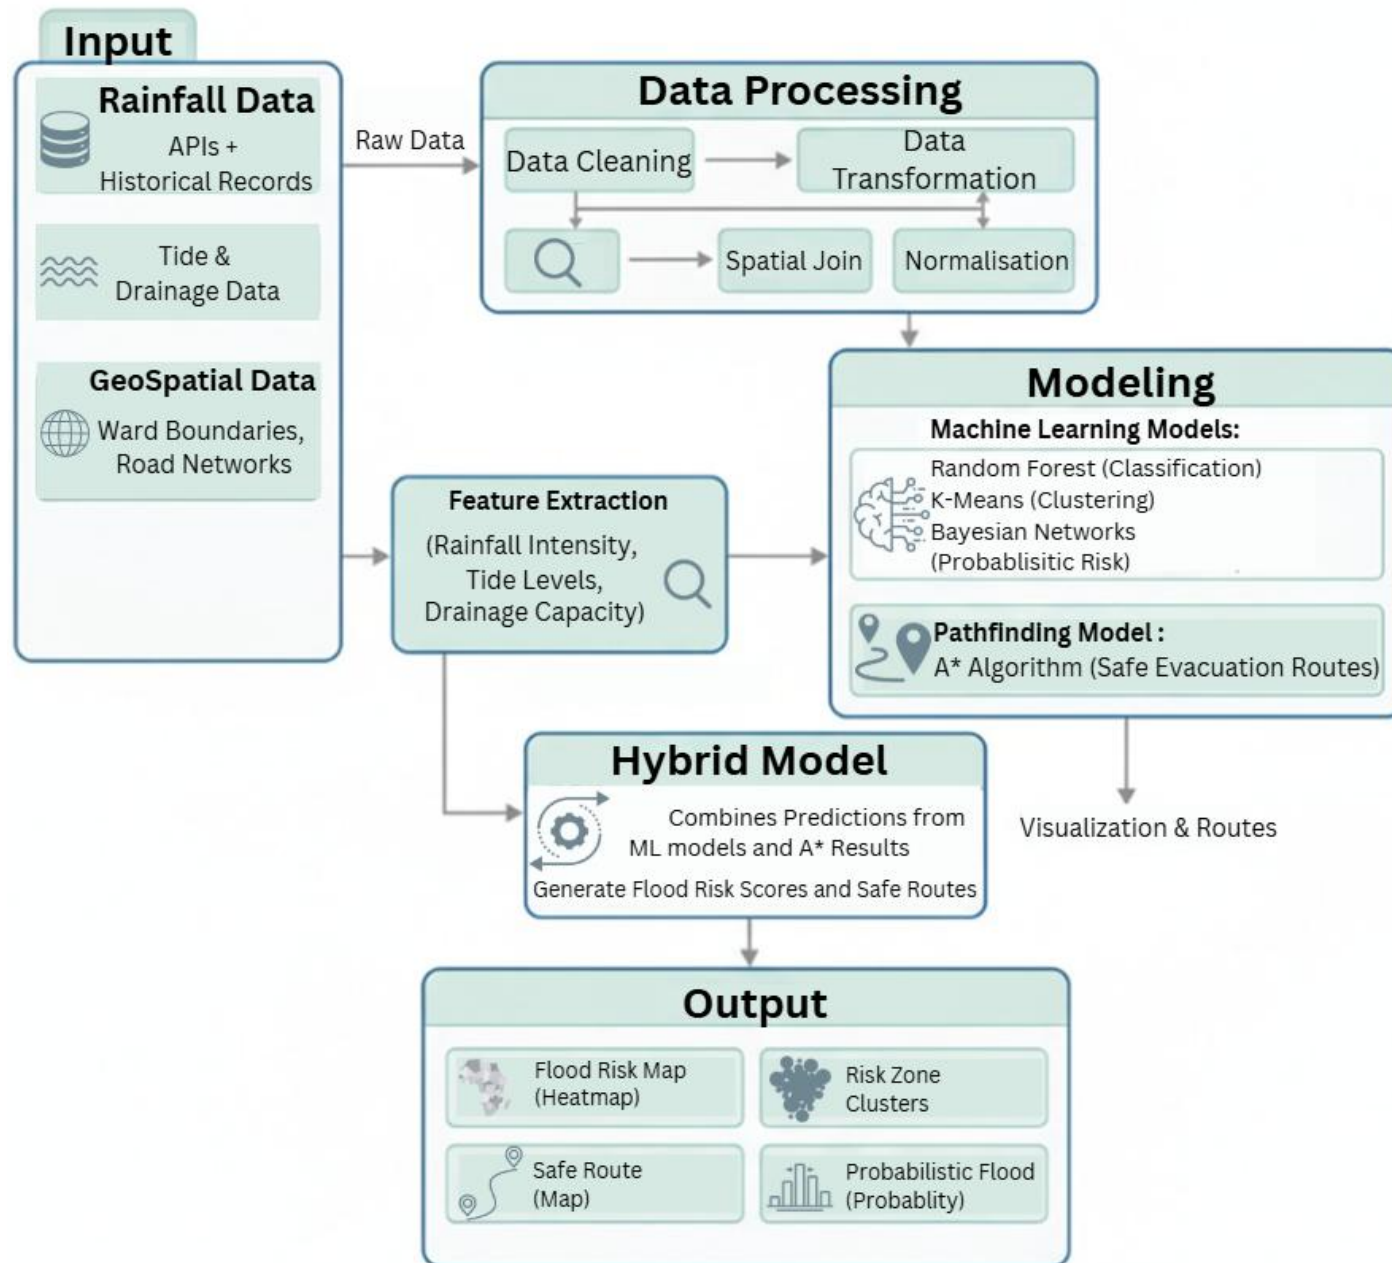 Input
Rainfall Data
APIs +
Historical Records
Tide &
Drainage Data
GeoSpatial Data
Ward Boundaries,
Road Networks
Raw Data
Data Processing
Data Cleaning
Data
Transformation
Spatial Join
Normalisation
Feature Extraction
(Rainfall Intensity,
Tide Levels,
Drainage Capacity)
Modeling
Machine Learning Models:
Random Forest (Classification)
K-Means (Clustering)
Bayesian Networks
(Probablisitic Risk)
Pathfinding Model :
A* Algorithm (Safe Evacuation Routes)
Visualization & Routes
Hybrid Model
Combines Predictions from
ML models and A* Results
Generate Flood Risk Scores and Safe Routes
Output
Flood Risk Map
(Heatmap)
Risk Zone
Clusters
Safe Route
(Map)
Probabilistic Flood
(Probablity)